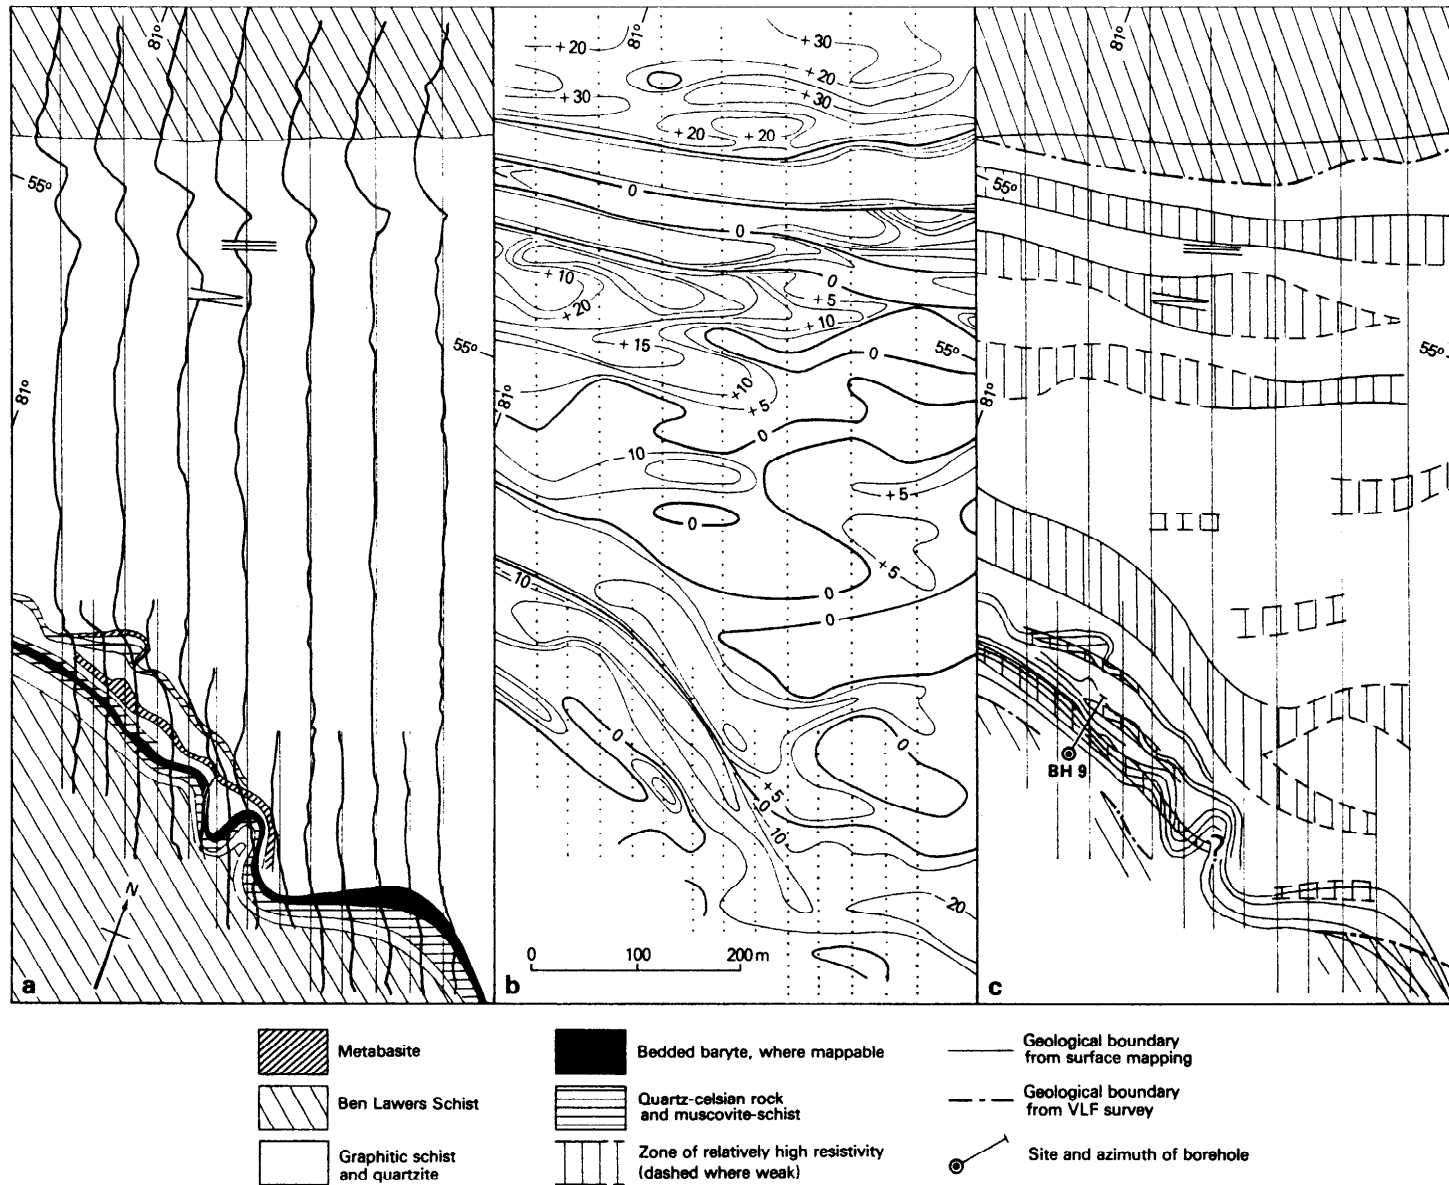 81°
55°
55°
81°
N
a
+20
81°
+30
+20
+30
+30
+20
+20
0
0
+10
+20
0
+5
+10
+15
0
55°
+10
+5
81°
0
10
+5
0
+5
0
10
0
0
0
+5
0
10
20
0 100 200 m
b
81°
55°
55°
81°
BH 9
?
c
Metabasite
Ben Lawers Schist
Graphitic schist
and quartzite
Bedded baryte, where mappable
Quartz-celsian rock
and muscovite-schist
Zone of relatively high resistivity
(dashed where weak)
Geological boundary
from surface mapping
Geological boundary
from VLF survey
Site and azimuth of borehole